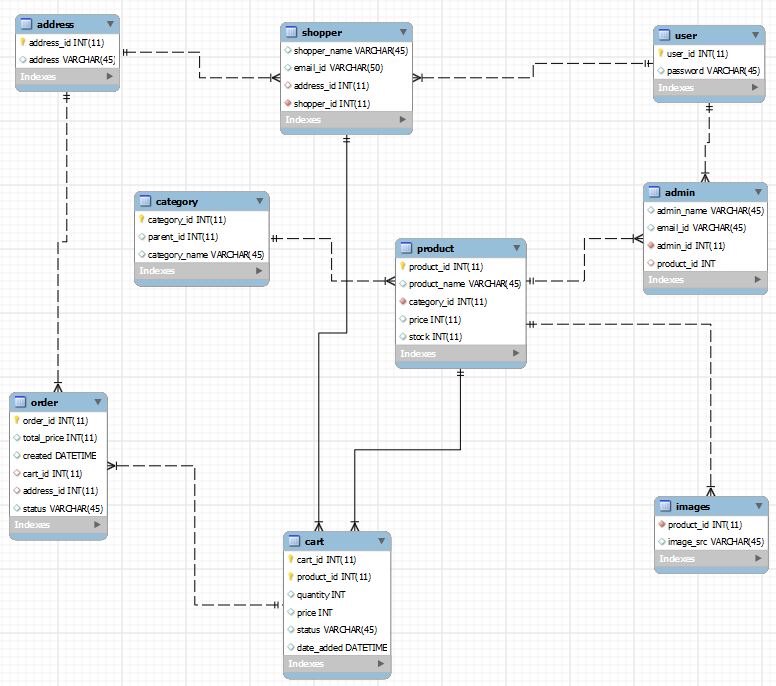 address
address_id INT(11)
address VARCHAR(45)
Indexes
shopper
shopper_name VARCHAR(45)
email_id VARCHAR(50)
address_id INT(11)
shopper_id INT(11)
Indexes
user
user_id INT(11)
password VARCHAR(45)
Indexes
category
category_id INT(11)
parent_id INT(11)
category_name VARCHAR(45)
Indexes
product
product_id INT(11)
product_name VARCHAR(45)
category_id INT(11)
price INT(11)
stock INT(11)
Indexes
admin
admin_name VARCHAR(45)
email_id VARCHAR(45)
admin_id INT(11)
product_id INT
Indexes
order
order_id INT(11)
total_price INT(11)
created DATETIME
cart_id INT(11)
address_id INT(11)
status VARCHAR(45)
Indexes
cart
cart_id INT(11)
product_id INT(11)
quantity INT
price INT
status VARCHAR(45)
date_added DATETIME
Indexes
images
product_id INT(11)
image_src VARCHAR(45)
Indexes